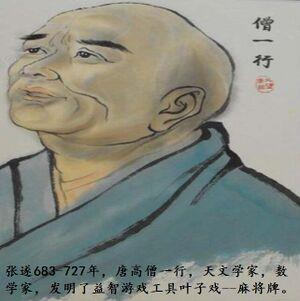 僧一行
张遂683-727年，唐高僧一行，天文学家，数
学家，发明了益智游戏工具叶子戏--麻将牌。